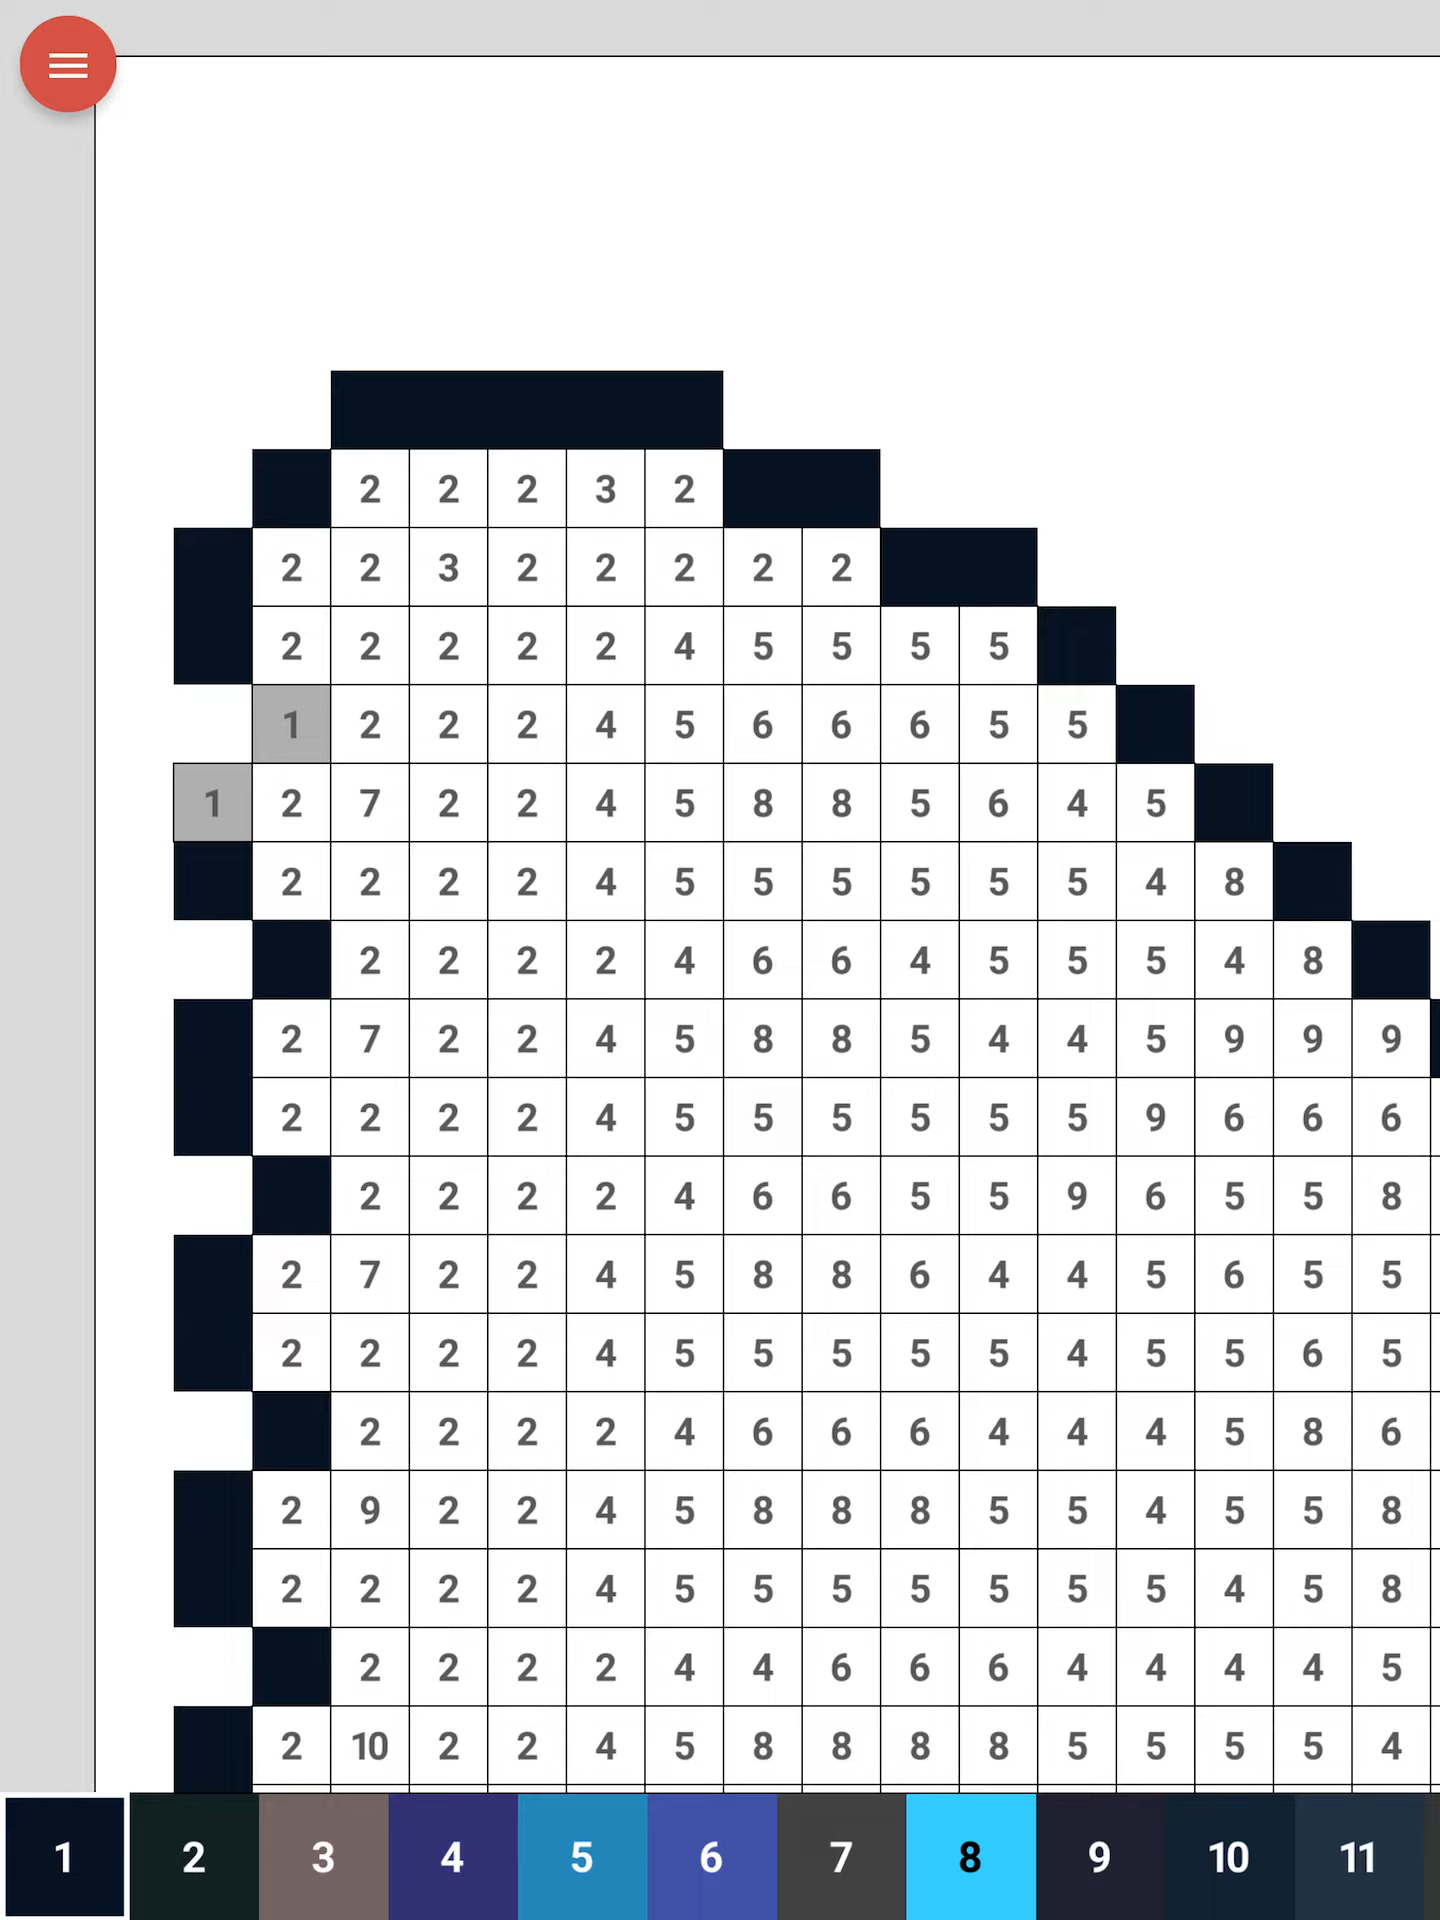 2 2 2 3 2
2 2 3 2 2 2 2 2
2 2 2 2 2 4 5 5 5 5
1 2 2 2 4 5 6 6 6 5 5
1 2 7 2 2 4 5 8 8 5 6 4 5
2 2 2 2 4 5 5 5 5 5 5 4 8
2 2 2 2 4 6 6 4 5 5 5 4 8
2 7 2 2 4 5 8 8 5 4 4 5 9 9 9
2 2 2 2 4 5 5 5 5 5 5 9 6 6 6
2 2 2 2 4 6 6 5 5 9 6 5 5 8
2 7 2 2 4 5 8 8 6 4 4 5 6 5 5
2 2 2 2 4 5 5 5 5 5 4 5 5 6 5
2 2 2 2 4 6 6 6 4 4 4 5 8 6
2 9 2 2 4 5 8 8 8 5 5 4 5 5 8
2 2 2 2 4 5 5 5 5 5 5 5 4 5 8
2 2 2 2 4 4 6 6 6 4 4 4 4 5
2 10 2 2 4 5 8 8 8 8 5 5 5 5 4
1 2 3 4 5 6 7 8 9 10 11